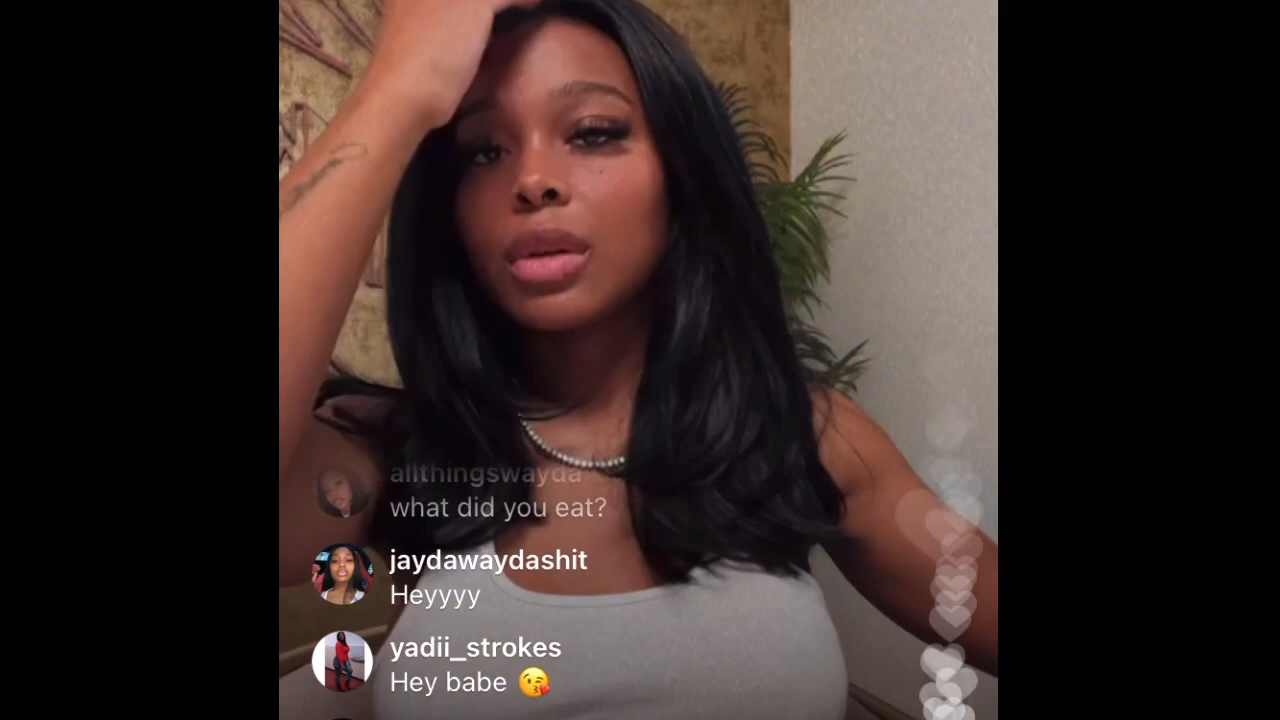 allthingswayda
what did you eat?
jaydawaydashit
Heyyyy
yadii_strokes
Hey babe 😘